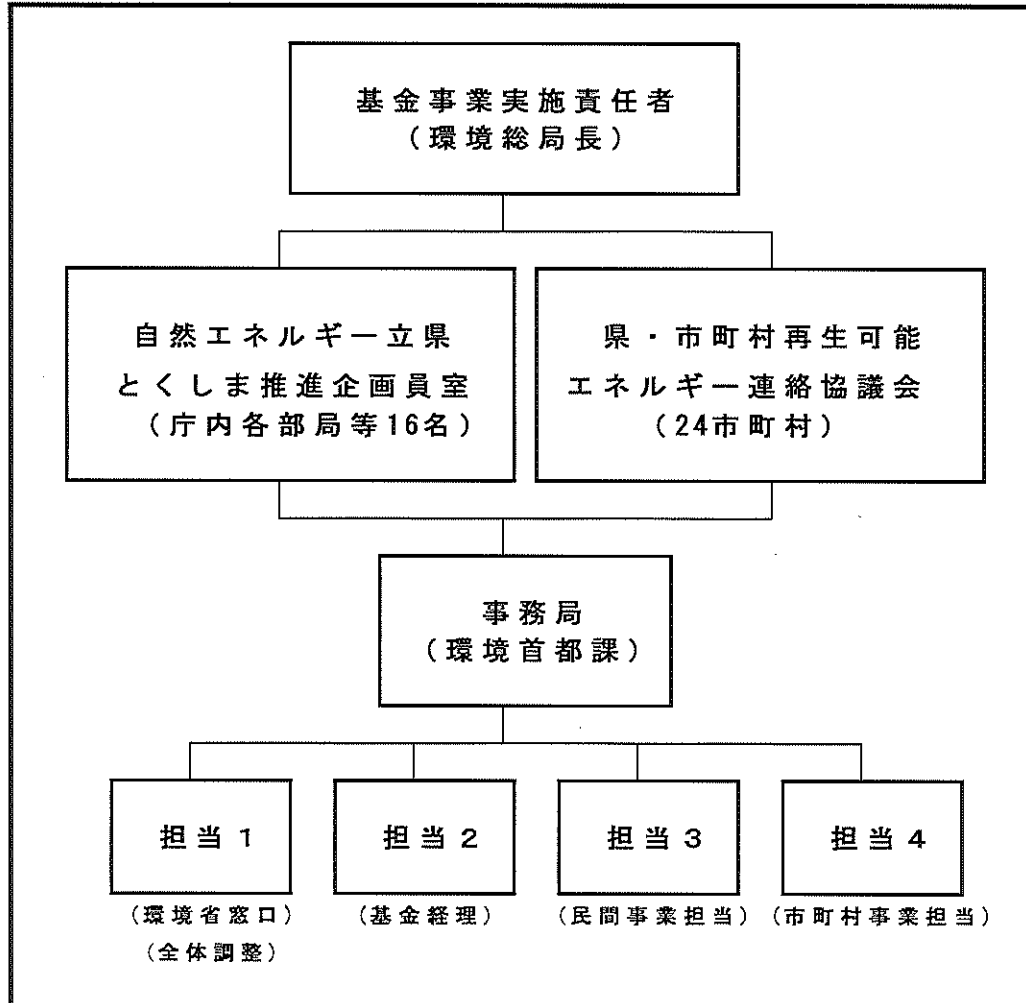 基金事業実施責任者
（環境総局長）
自然エネルギー立県
とくしま推進企画員室
（庁内各部局等16名）
県・市町村再生可能
エネルギー連絡協議会
（24市町村）
事務局
（環境首都課）
担当１
担当２
担当３
担当４
（環境省窓口）
（全体調整）
（基金経理）
（民間事業担当）
（市町村事業担当）